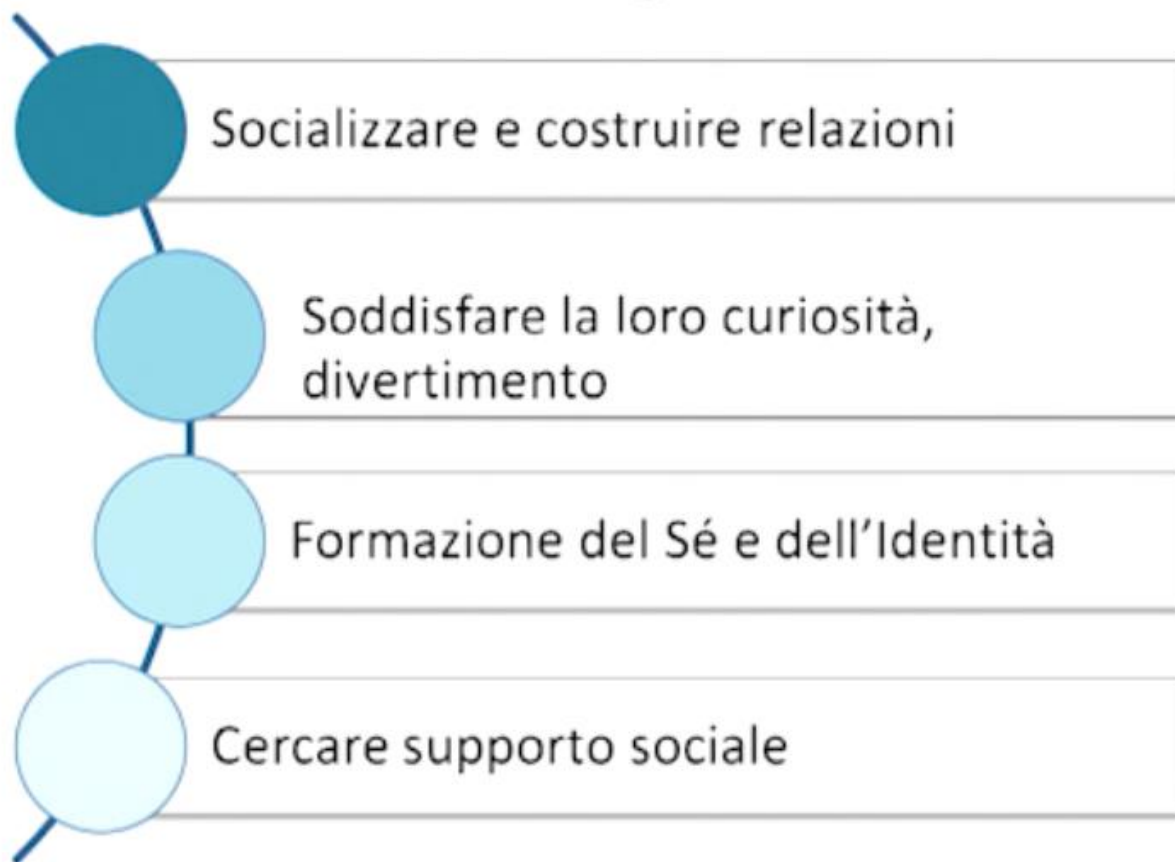 Socializzare e costruire relazioni
Soddisfare la loro curiosità,
divertimento
Formazione del Sé e dell'Identità
Cercare supporto sociale